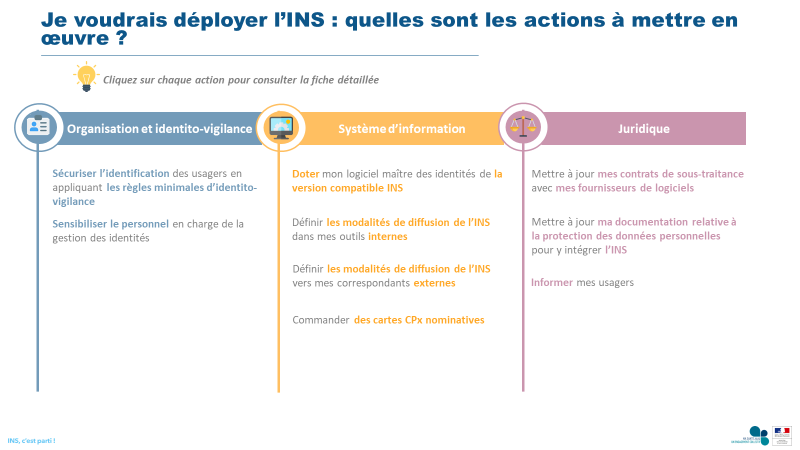 Je voudrais déployer l'INS : quelles sont les actions à mettre en
œuvre ?
Cliquez sur chaque action pour consulter la fiche détaillée
Organisation et identito-vigilance
Sécuriser l'identification des usagers en
appliquant les règles minimales d'identito-
vigilance
Sensibiliser le personnel en charge de la
gestion des identités
Système d'information
Doter mon logiciel maître des identités de la
version compatible INS
Définir les modalités de diffusion de l'INS
dans mes outils internes
Définir les modalités de diffusion de l'INS
vers mes correspondants externes
Commander des cartes CPx nominatives
Juridique
Mettre à jour mes contrats de sous-traitance
avec mes fournisseurs de logiciels
Mettre à jour ma documentation relative à
la protection des données personnelles
pour y intégrer l'INS
Informer mes usagers
INS, c'est parti !